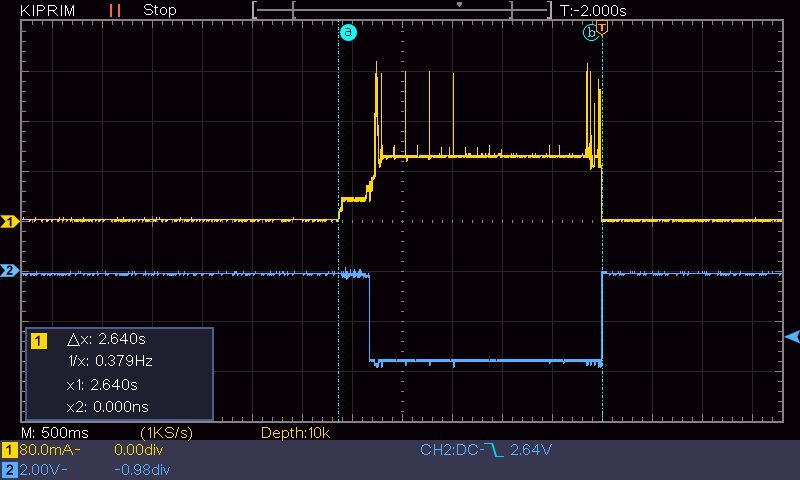 KIPRIM Stop T:-2.000s
a b T
1
2
1 △x: 2.640s
1/x: 0.379Hz
x1: 2.640s
x2: 0.000ns
M: 500ms (1KS/s) Depth:10k
1 80.0mA- 0.00div CH2:DC- 2.64V
2 2.00V- -0.98div